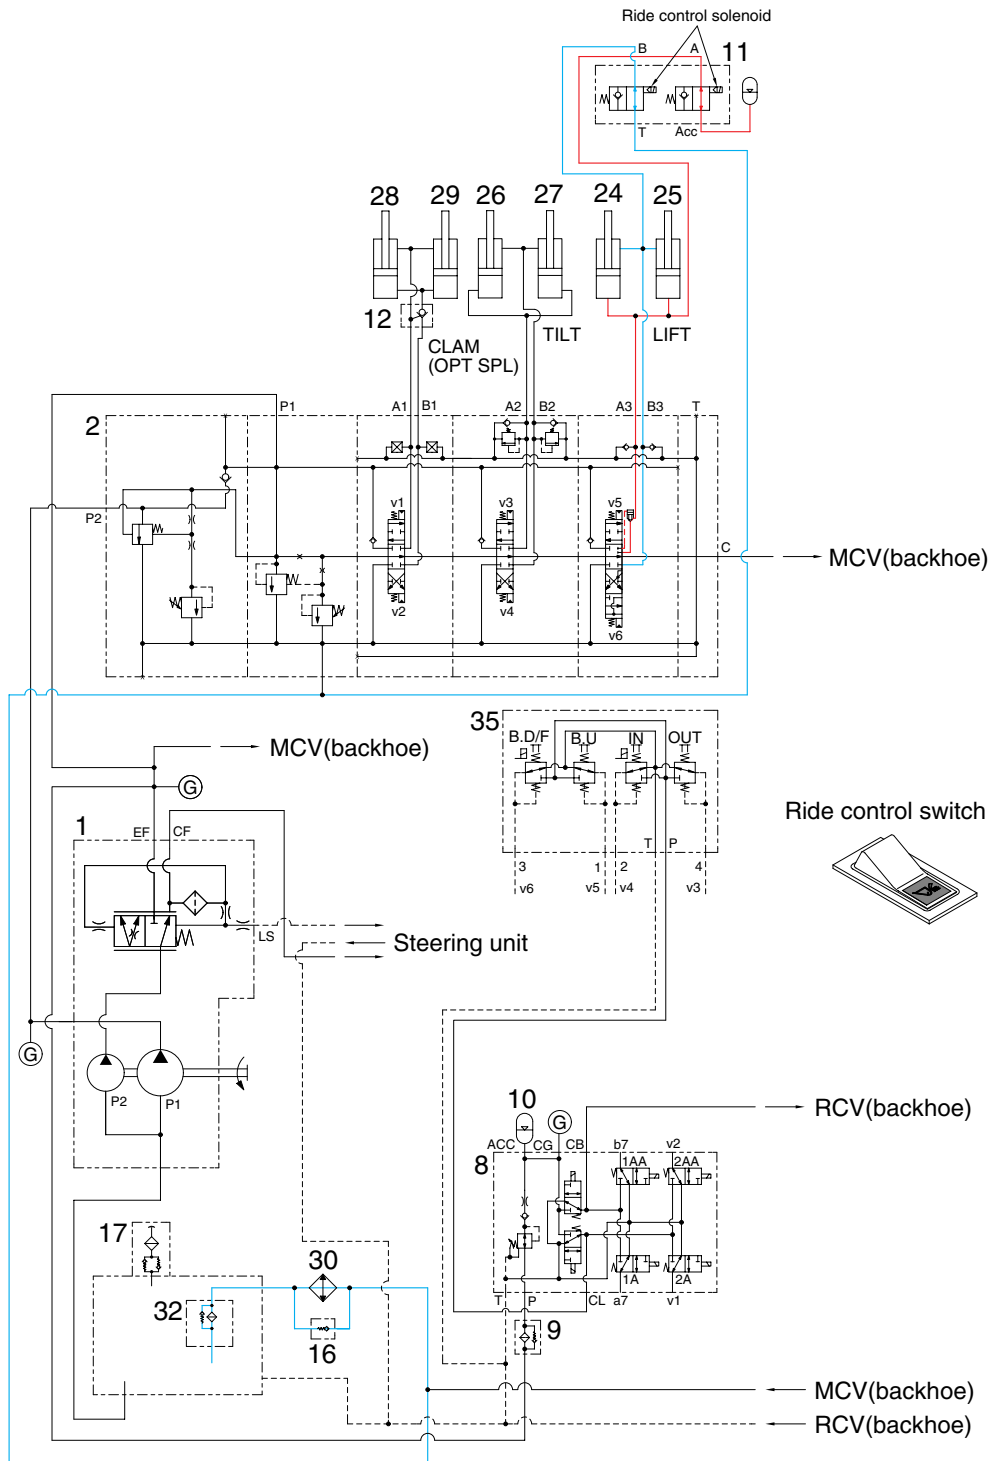 Ride control solenoid
B A 11
T Acc
28 29 26 27 24 25
12
CLAM
(OPT SPL)
TILT
LIFT
2
P1 A1 B1 A2 B2 A3 B3 T
P2
v1 v3 v5
C
MCV(backhoe)
v2 v4 v6
35
B.D/F B.U IN OUT
MCV(backhoe)
G
T P
3 1 2 4
v6 v5 v4 v3
Ride control switch
1
EF CF
LS
Steering unit
G
P2 P1
10
G
RCV(backhoe)
ACC CG CB b7 v2
8
1AA 2AA
1A 2A
T P CL a7 v1
17
30
32
16
9
MCV(backhoe)
RCV(backhoe)